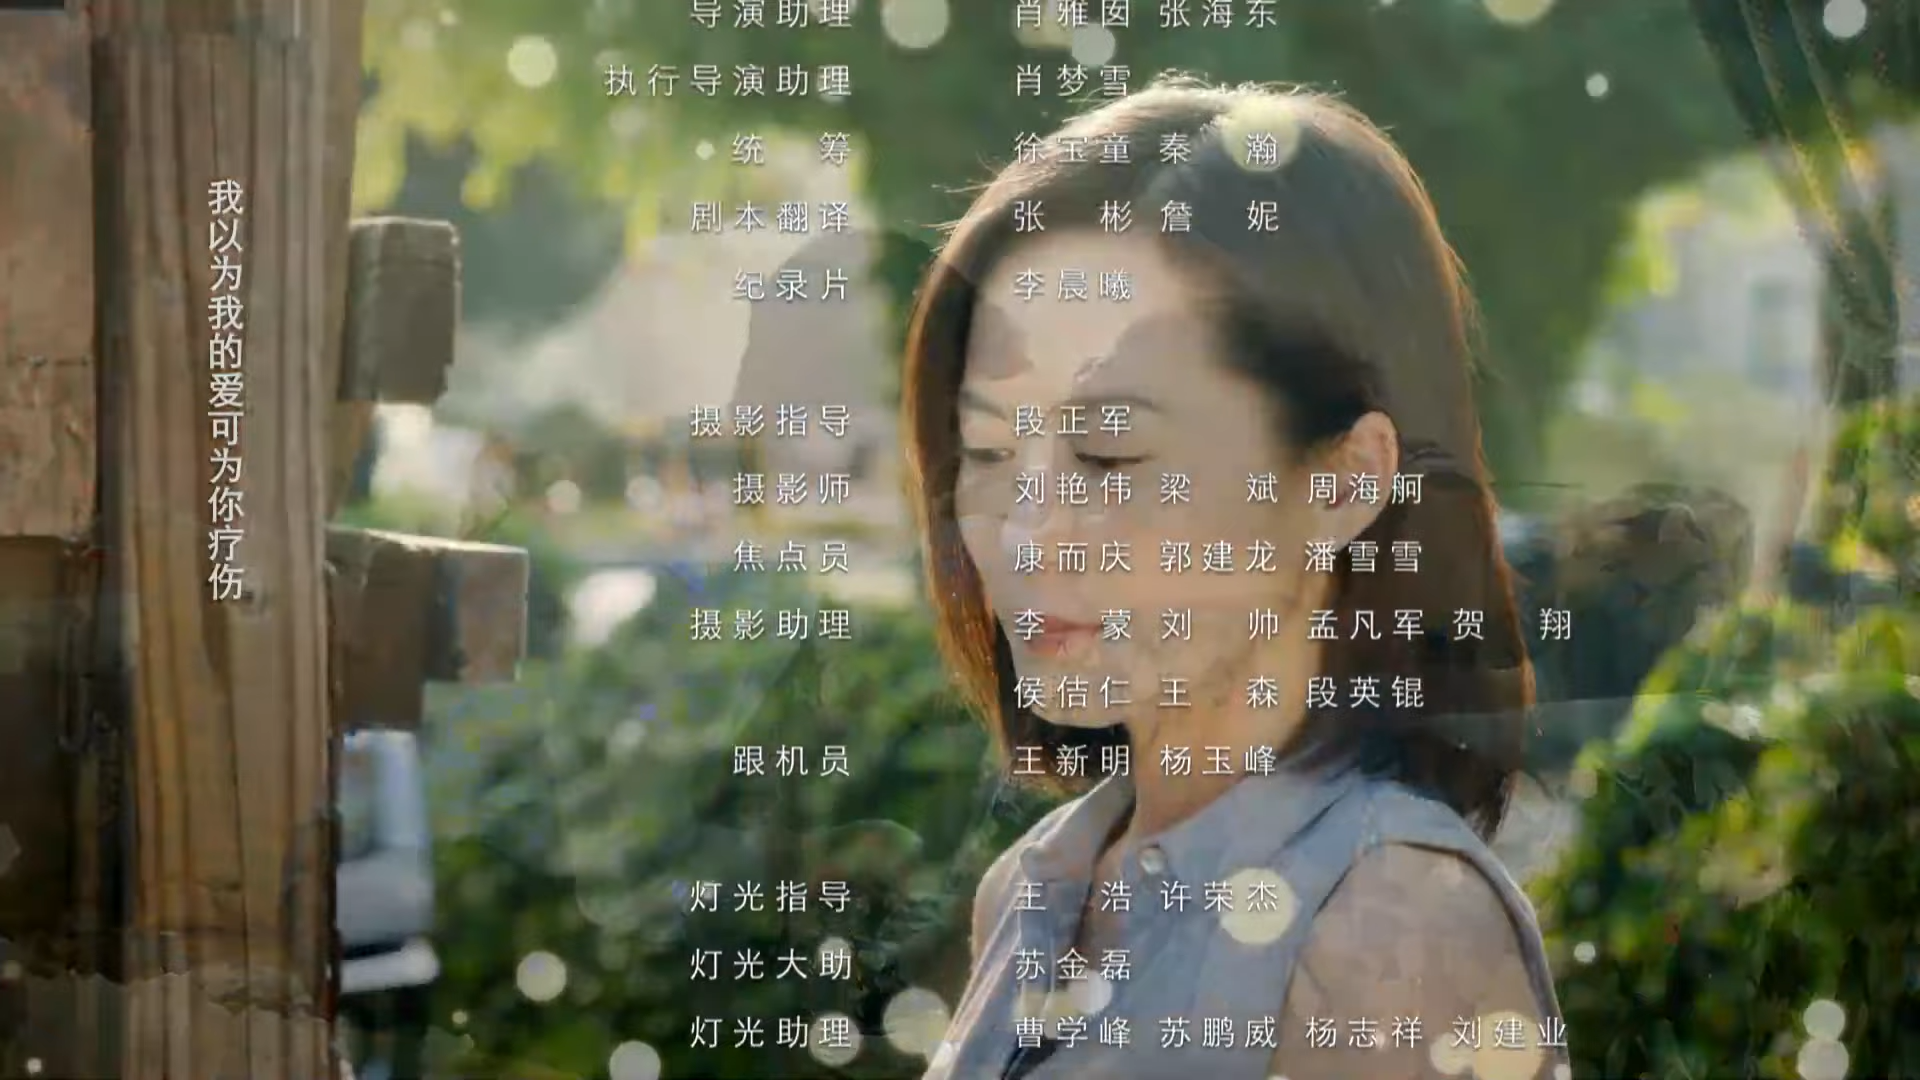 导演助理 肖雅囡 张海东
执行导演助理 肖梦雪
统 筹 徐宝童 秦 瀚
剧本翻译 张 彬 詹 妮
纪录片 李晨曦
摄影指导 段正军
摄影师 刘艳伟 梁 斌 周海舸
焦点员 康而庆 郭建龙 潘雪雪
摄影助理 李 蒙 刘 帅 孟凡军 贺 翔
侯佶仁 王 森 段英锟
跟机员 王新明 杨玉峰
灯光指导 王 浩 许荣杰
灯光大助 苏金磊
灯光助理 曹学峰 苏鹏威 杨志祥 刘建业
我以为我的爱可为你疗伤